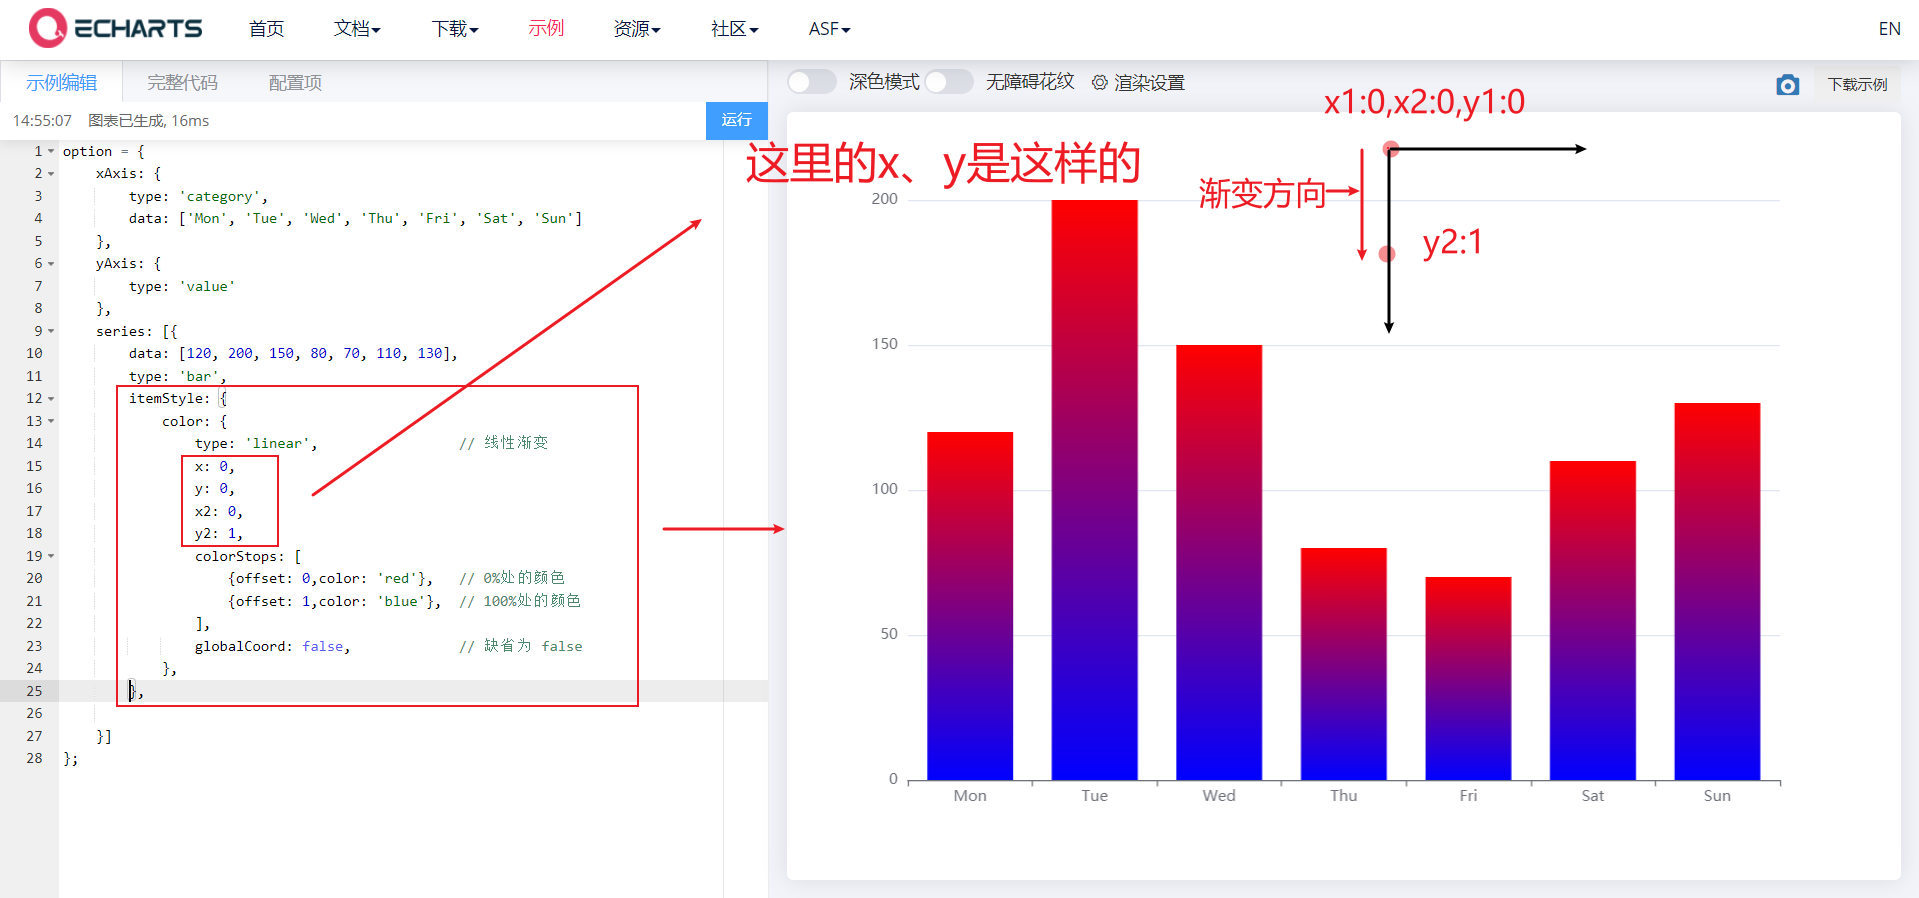 ECHARTS 首页 文档 下载 示例 资源 社区 ASF EN
示例编辑 完整代码 配置项
深色模式 无障碍花纹 渲染设置 下载示例
14:55:07 图表已生成, 16ms 运行
1 option = {
2 xAxis: {
3 type: 'category',
4 data: ['Mon', 'Tue', 'Wed', 'Thu', 'Fri', 'Sat', 'Sun']
5 },
6 yAxis: {
7 type: 'value'
8 },
9 series: [{
10 data: [120, 200, 150, 80, 70, 110, 130],
11 type: 'bar',
12 itemStyle: {
13 color: {
14 type: 'linear', // 线性渐变
15 x: 0,
16 y: 0,
17 x2: 0,
18 y2: 1,
19 colorStops: [
20 {offset: 0,color: 'red'}, // 0%处的颜色
21 {offset: 1,color: 'blue'}, // 100%处的颜色
22 ],
23 globalCoord: false, // 缺省为 false
24 },
25 },
26
27 }]
28 };
x1:0,x2:0,y1:0
这里的x、y是这样的
渐变方向
y2:1
200
150
100
50
0
Mon Tue Wed Thu Fri Sat Sun